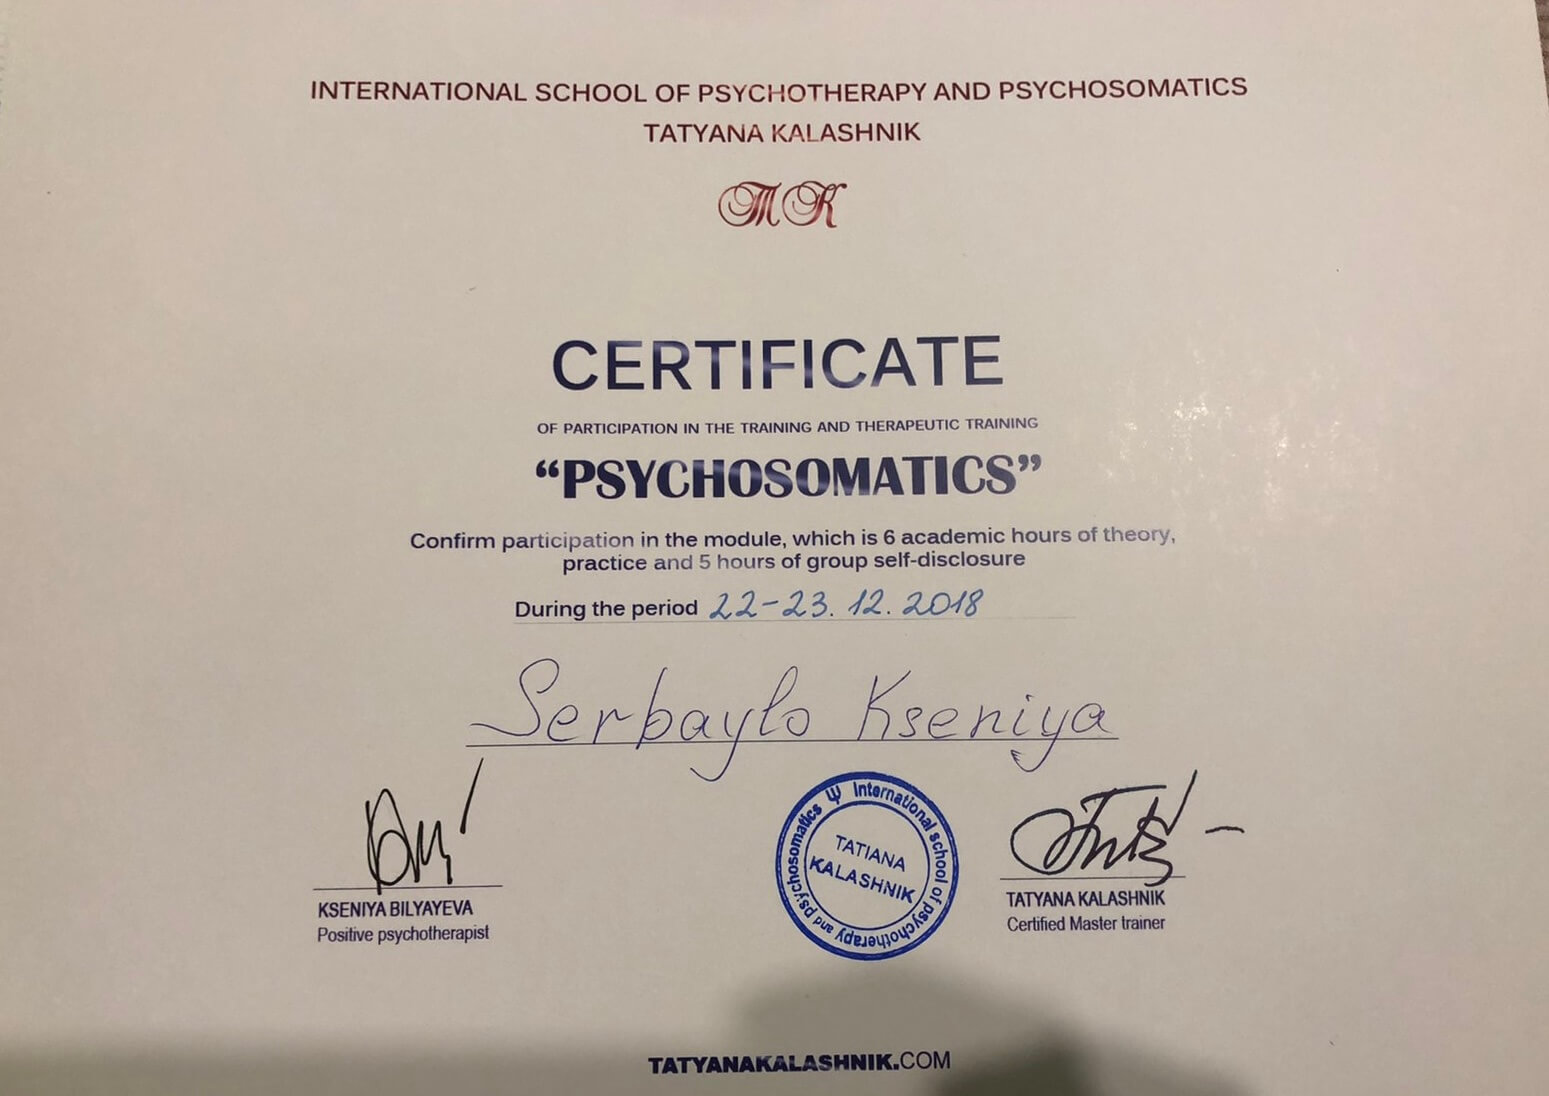 INTERNATIONAL SCHOOL OF PSYCHOTHERAPY AND PSYCHOSOMATICS
TATYANA KALASHNIK
TK
CERTIFICATE
OF PARTICIPATION IN THE TRAINING AND THERAPEUTIC TRAINING
“PSYCHOSOMATICS”
Confirm participation in the module, which is 6 academic hours of theory,
practice and 5 hours of group self-disclosure
During the period 22-23. 12. 2018
Serbaylo Kseniya
KSENIYA BILYAYEVA
Positive psychotherapist
Ψ International school of psychotherapy and psychosomatics
TATIANA
KALASHNIK
TATYANA KALASHNIK
Certified Master trainer
TATYANAKALASHNIK.COM